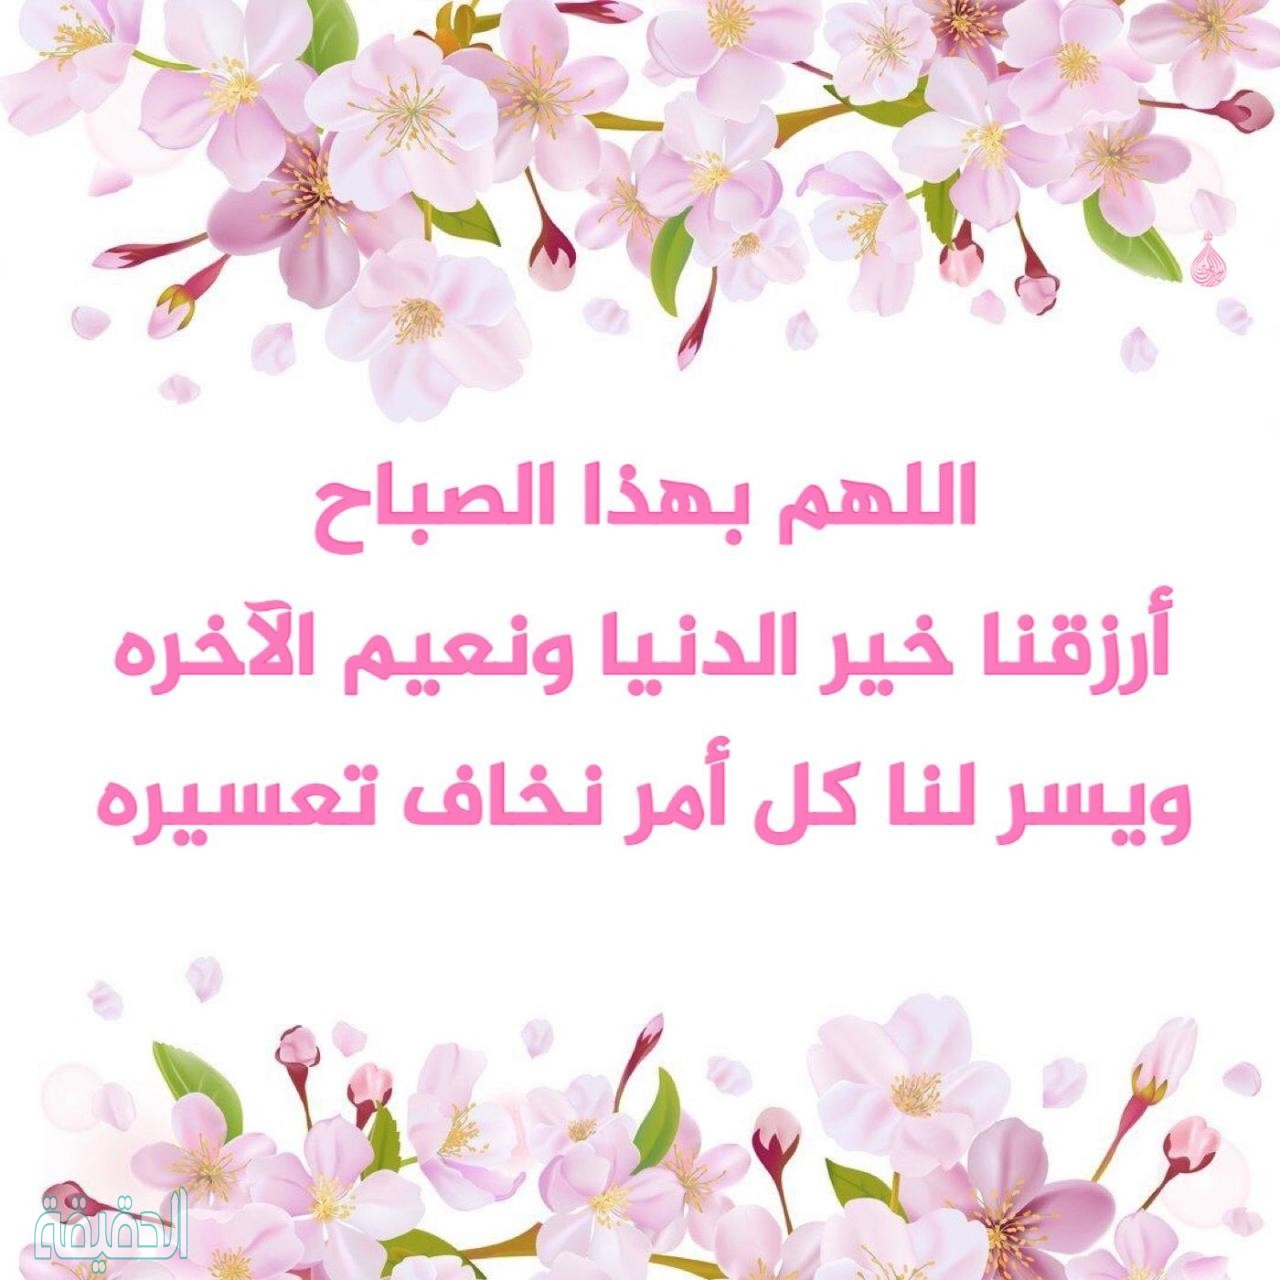 اللهم بهذا الصباح
أرزقنا خير الدنيا ونعيم الآخره
ويسر لنا كل أمر نخاف تعسيره
الحقيقة